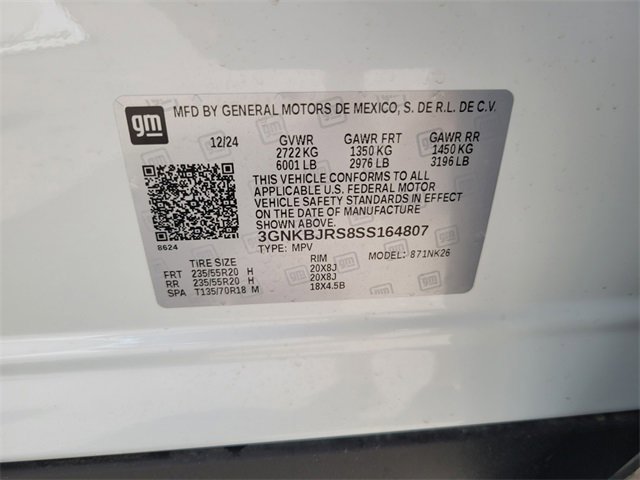 gm
MFD BY GENERAL MOTORS DE MEXICO, S. DE R.L. DE C.V.
12/24 GVWR GAWR FRT GAWR RR
2722 KG 1350 KG 1450 KG
6001 LB 2976 LB 3196 LB
THIS VEHICLE CONFORMS TO ALL
APPLICABLE U.S. FEDERAL MOTOR
VEHICLE SAFETY STANDARDS IN EFFECT
ON THE DATE OF MANUFACTURE
SHOWN ABOVE.
3GNKBJRS8SS164807
8624
TYPE: MPV MODEL: 871NK26
TIRE SIZE RIM
FRT 235/55R20 H 20X8J
RR 235/55R20 H 20X8J
SPA T135/70R18 M 18X4.5B